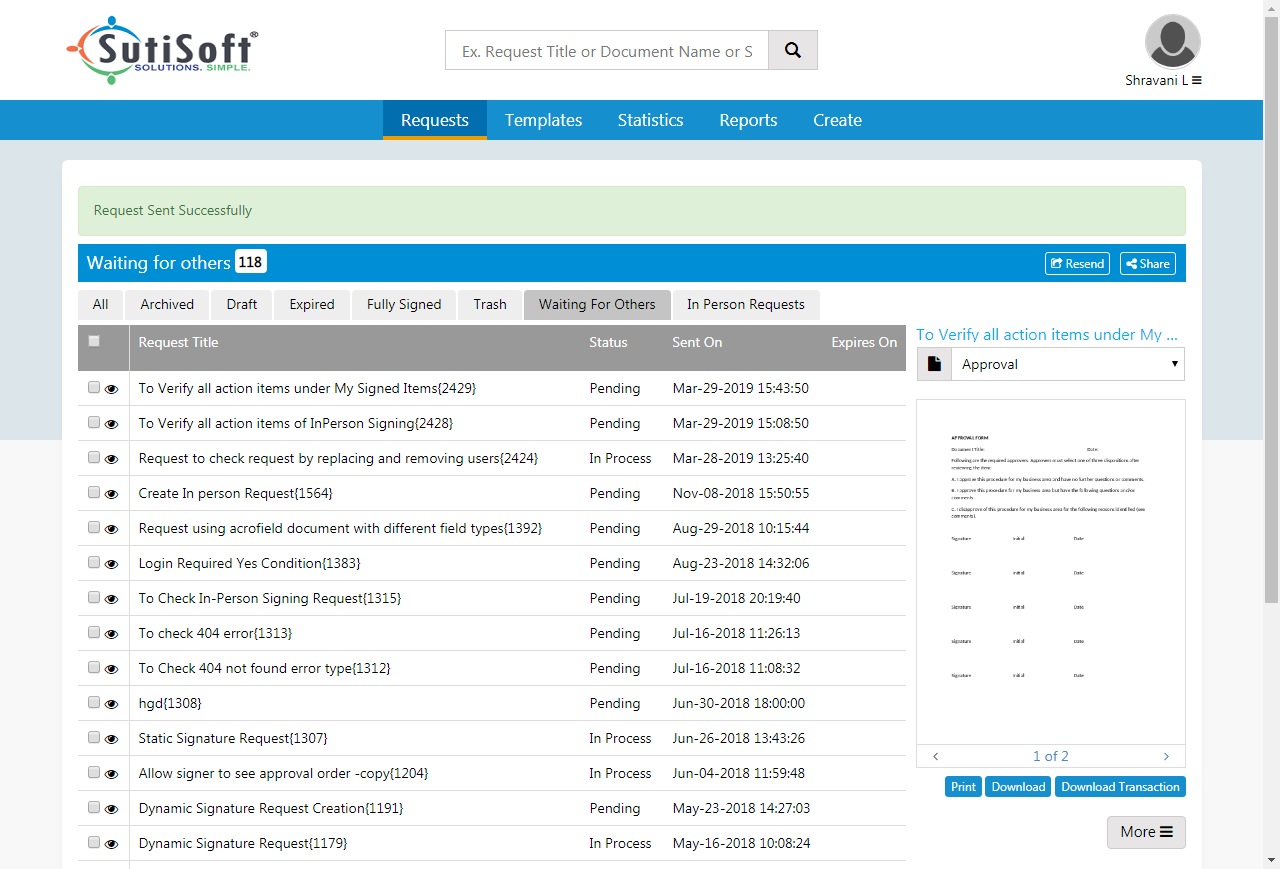 SutiSoft®
SOLUTIONS. SIMPLE.
Ex. Request Title or Document Name or S
Shravani L
Requests Templates Statistics Reports Create
Request Sent Successfully
Waiting for others 118 Resend Share
All Archived Draft Expired Fully Signed Trash Waiting For Others In Person Requests
Request Title Status Sent On Expires On
To Verify all action items under My Signed Items{2429} Pending Mar-29-2019 15:43:50
To Verify all action items of InPerson Signing{2428} Pending Mar-29-2019 15:08:50
Request to check request by replacing and removing users{2424} In Process Mar-28-2019 13:25:40
Create In person Request{1564} Pending Nov-08-2018 15:50:55
Request using acrofield document with different field types{1392} Pending Aug-29-2018 10:15:44
Login Required Yes Condition{1383} Pending Aug-23-2018 14:32:06
To Check In-Person Signing Request{1315} Pending Jul-19-2018 20:19:40
To check 404 error{1313} Pending Jul-16-2018 11:26:13
To Check 404 not found error type{1312} Pending Jul-16-2018 11:08:32
hgd{1308} Pending Jun-30-2018 18:00:00
Static Signature Request{1307} In Process Jun-26-2018 13:43:26
Allow signer to see approval order -copy{1204} In Process Jun-04-2018 11:59:48
Dynamic Signature Request Creation{1191} Pending May-23-2018 14:27:03
Dynamic Signature Request{1179} In Process May-16-2018 10:08:24
To Verify all action items under My ...
Approval
APPROVAL FORM
Document Title: Date:
Following are the required approvers. Approvers must select one of three dispositions after
reviewing the item:
A. I approve this procedure for my business area and have no further questions or comments.
B. I approve this procedure for my business area but have the following questions and/or
comments.
C. I disapprove of this procedure for my business area for the following reasons identified (see
comments).
Signature Initial Date
Signature Initial Date
Signature Initial Date
Signature Initial Date
Signature Initial Date
1 of 2
Print Download Download Transaction
More